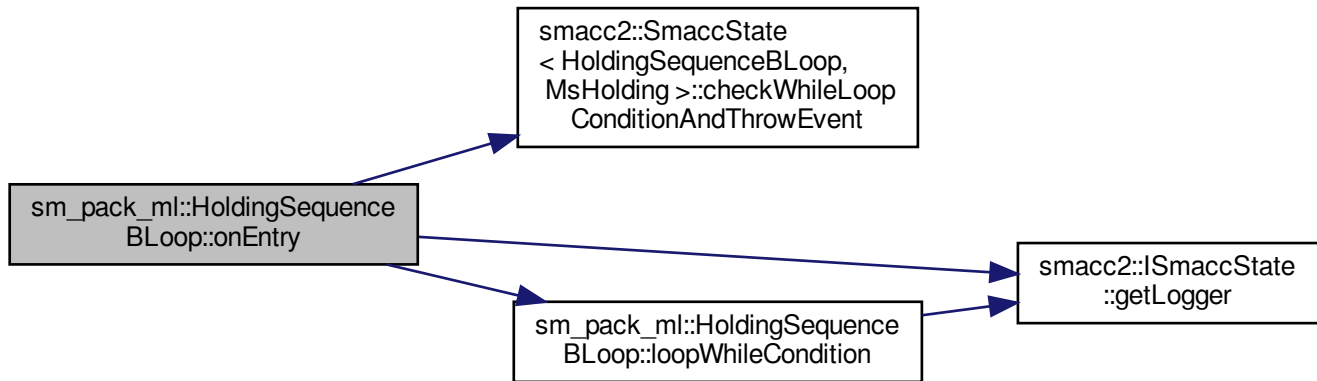 smacc2::SmaccState
< HoldingSequenceBLoop,
MsHolding >::checkWhileLoop
ConditionAndThrowEvent
sm_pack_ml::HoldingSequence
BLoop::onEntry
smacc2::ISmaccState
::getLogger
sm_pack_ml::HoldingSequence
BLoop::loopWhileCondition